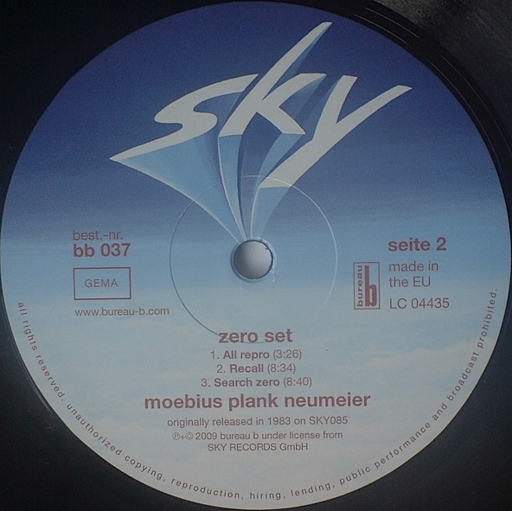 sky
best.-nr.
bb 037
GEMA
www.bureau-b.com
seite 2
made in
the EU
bureau b
LC 04435
zero set
1. All repro (3:26)
2. Recall (8:34)
3. Search zero (8:40)
moebius plank neumeier
originally released in 1983 on SKY085
℗+© 2009 bureau b under license from
SKY RECORDS GmbH
all rights reserved. unauthorized copying, reproduction, hiring, lending, public performance and broadcast prohibited.